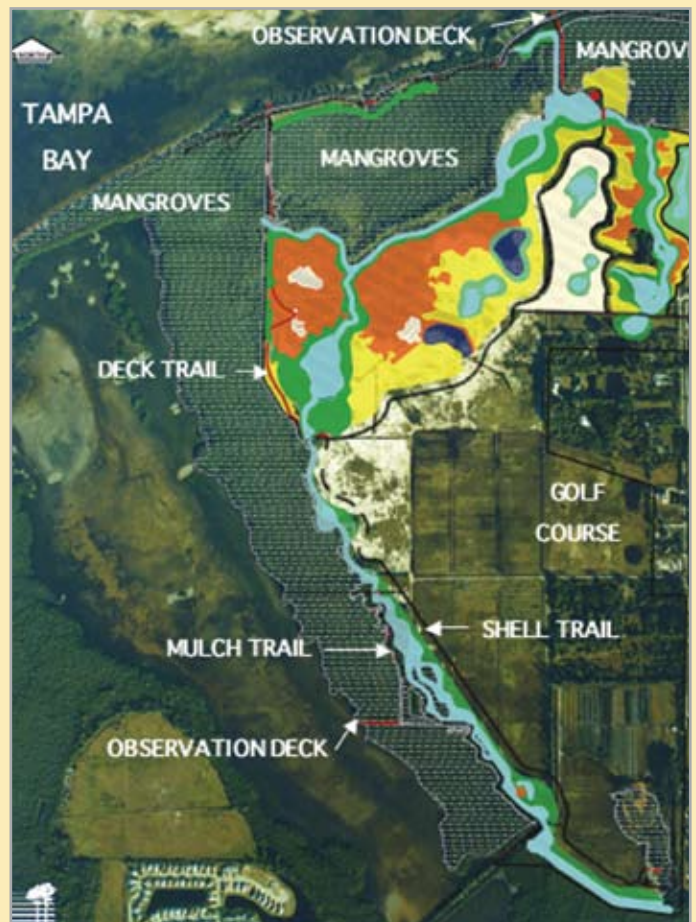 OBSERVATION DECK
MANGROV
TAMPA
BAY
MANGROVES
MANGROVES
DECK TRAIL
GOLF
COURSE
SHELL TRAIL
MULCH TRAIL
OBSERVATION DECK